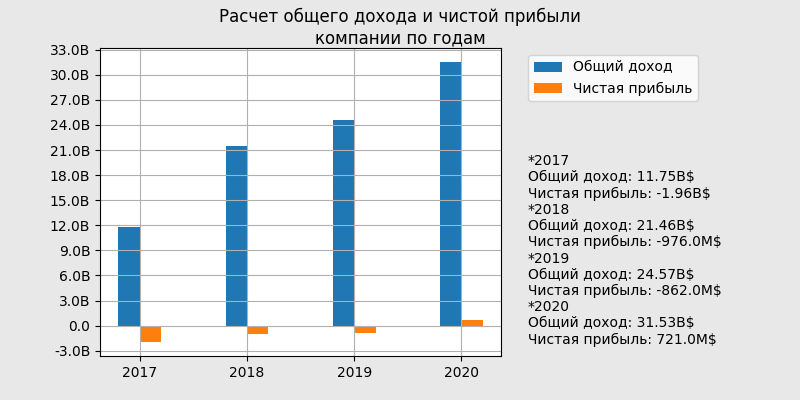 Расчет общего дохода и чистой прибыли
компании по годам
33.0B
30.0B
27.0B
24.0B
21.0B
18.0B
15.0B
12.0B
9.0B
6.0B
3.0B
0.0
-3.0B
2017 2018 2019 2020
Общий доход
Чистая прибыль
*2017
Общий доход: 11.75B$
Чистая прибыль: -1.96B$
*2018
Общий доход: 21.46B$
Чистая прибыль: -976.0M$
*2019
Общий доход: 24.57B$
Чистая прибыль: -862.0M$
*2020
Общий доход: 31.53B$
Чистая прибыль: 721.0M$